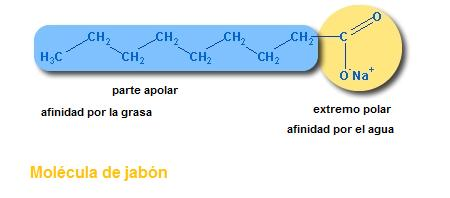 CH₂ CH₂ CH₂ CH₂ C O
H₃C CH₂ CH₂ CH₂ O⁻Na⁺
parte apolar
afinidad por la grasa
extremo polar
afinidad por el agua
Molécula de jabón